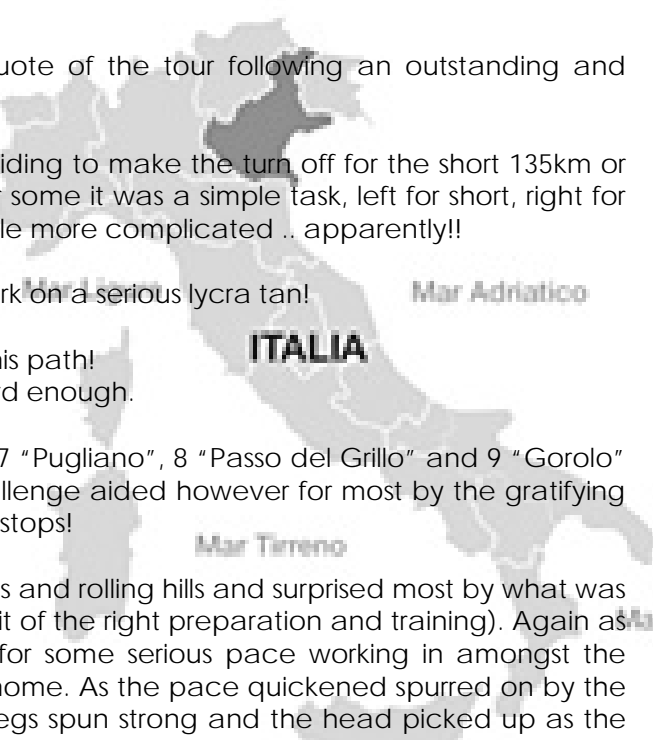 uote of the tour following an outstanding and
iding to make the turn off for the short 135km or
r some it was a simple task, left for short, right for
le more complicated .. apparently!!
Mar Ligure
rk on a serious lycra tan!
Mar Adriatico
ITALIA
his path!
rd enough.
7 “Pugliano”, 8 “Passo del Grillo” and 9 “Gorolo”
llenge aided however for most by the gratifying
stops!
Mar Tirreno
s and rolling hills and surprised most by what was
it of the right preparation and training). Again as
Ma
for some serious pace working in amongst the
home. As the pace quickened spurred on by the
egs spun strong and the head picked up as the